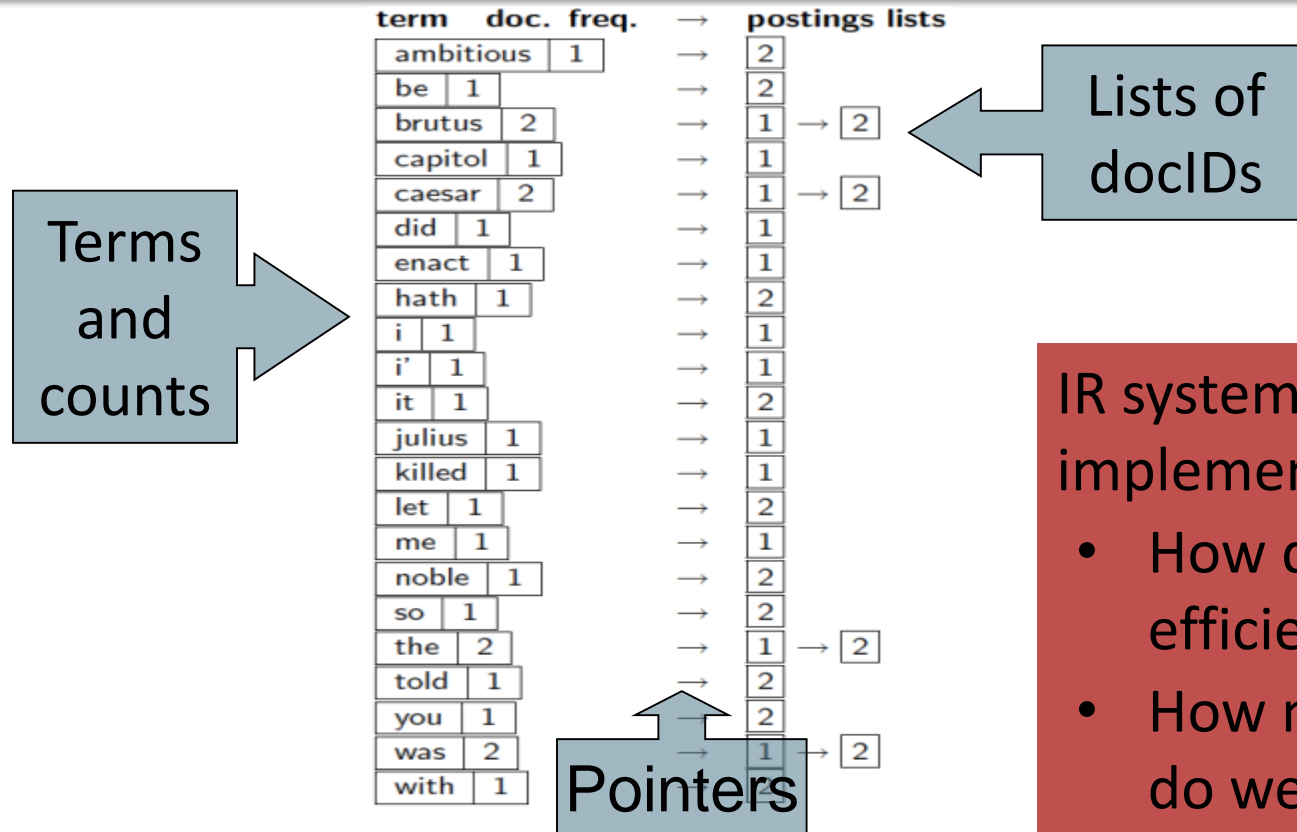 term doc. freq. → postings lists
ambitious 1 → 2
be 1 → 2
brutus 2 → 1 → 2
capitol 1 → 1
caesar 2 → 1 → 2
did 1 → 1
enact 1 → 1
hath 1 → 2
i 1 → 1
i' 1 → 1
it 1 → 2
julius 1 → 1
killed 1 → 1
let 1 → 2
me 1 → 1
noble 1 → 2
so 1 → 2
the 2 → 1 → 2
told 1 → 2
you 1 → 2
was 2 → 1 → 2
with 1 → 2
Terms
and
counts
Lists of
docIDs
Pointers
IR system
implemen
• How
efficie
• How
do we